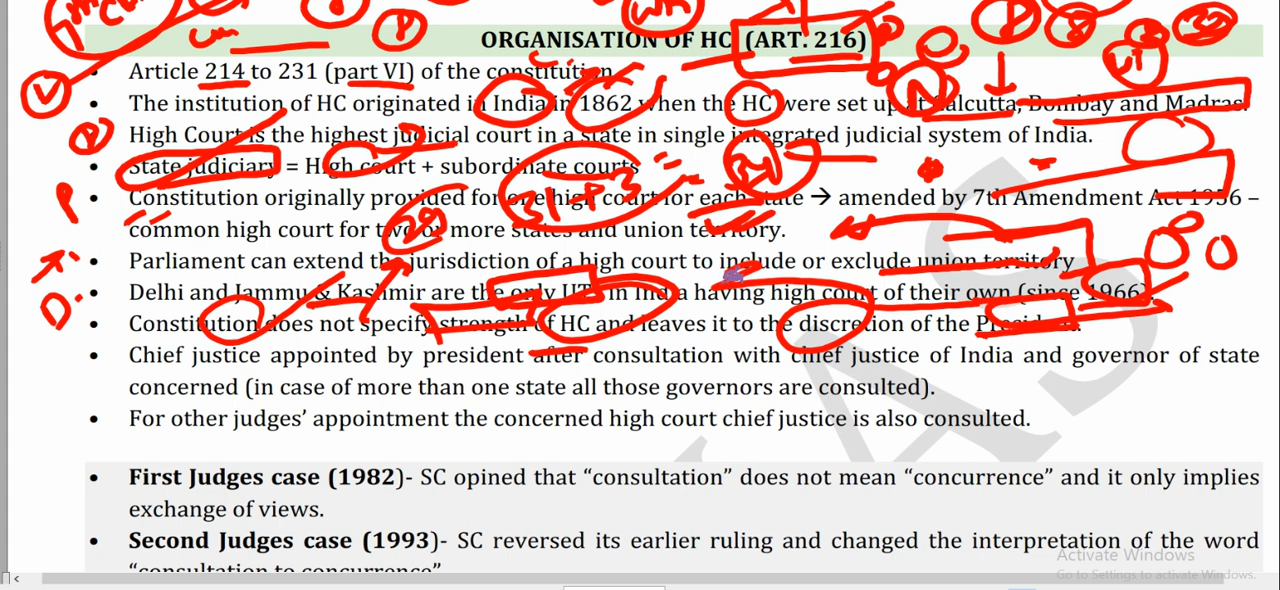 ORGANISATION OF HC (ART. 216)
• Article 214 to 231 (part VI) of the constitution.
• The institution of HC originated in India in 1862 when the HC were set up at Calcutta, Bombay and Madras.
High Court is the highest judicial court in a state in single integrated judicial system of India.
• State judiciary = High court + subordinate courts
• Constitution originally provided for one high court for each state → amended by 7th Amendment Act 1956 –
common high court for two or more states and union territory.
• Parliament can extend the jurisdiction of a high court to include or exclude union territory
• Delhi and Jammu & Kashmir are the only UTs in India having high court of their own (since 1966).
• Constitution does not specify strength of HC and leaves it to the discretion of the President.
• Chief justice appointed by president after consultation with chief justice of India and governor of state
concerned (in case of more than one state all those governors are consulted).
• For other judges’ appointment the concerned high court chief justice is also consulted.
• First Judges case (1982)- SC opined that “consultation” does not mean “concurrence” and it only implies
exchange of views.
• Second Judges case (1993)- SC reversed its earlier ruling and changed the interpretation of the word
“consultation to concurrence”
31+3
34
29
UT
Activate Windows
Go to Settings to activate Windows.